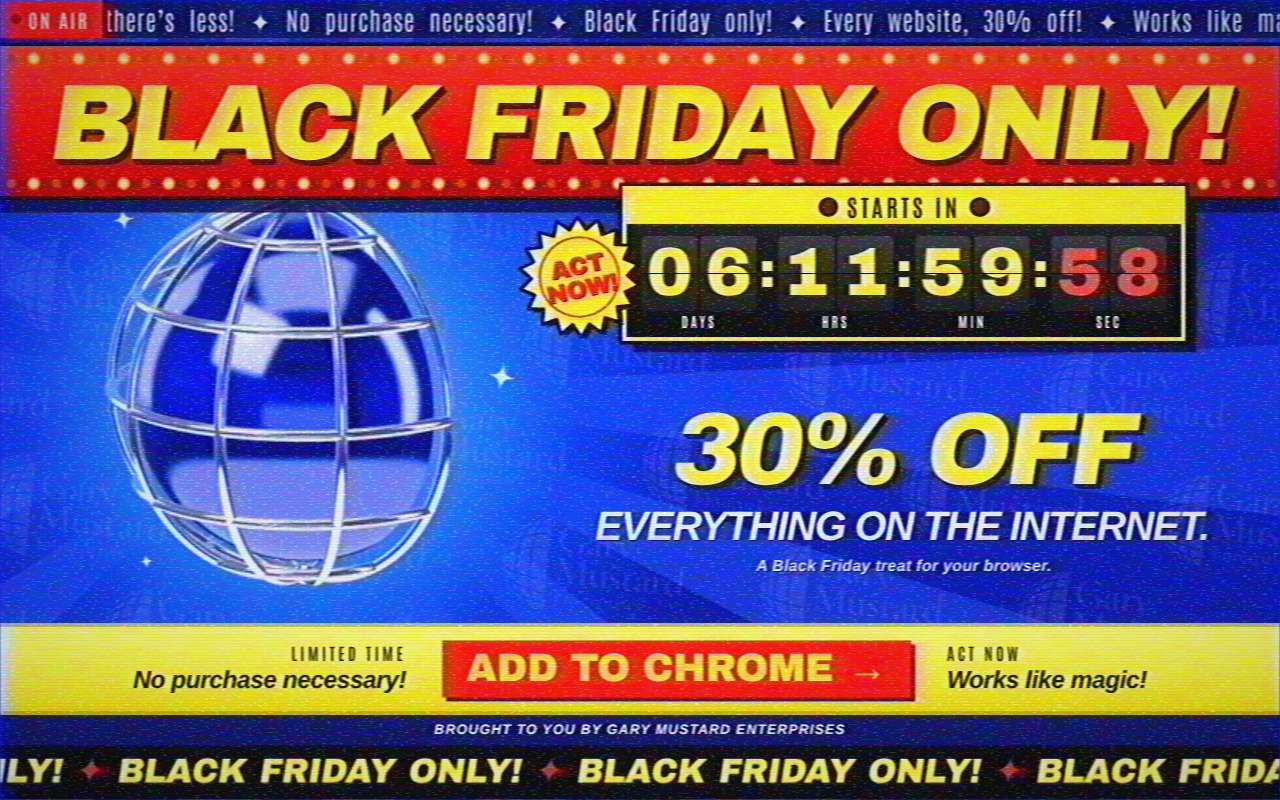 ON AIR
there's less! ✦ No purchase necessary! ✦ Black Friday only! ✦ Every website, 30% off! ✦ Works like
BLACK FRIDAY ONLY!
STARTS IN
ACT
NOW!
06:11:59:58
DAYS HRS MIN SEC
30% OFF
EVERYTHING ON THE INTERNET.
A Black Friday treat for your browser.
LIMITED TIME
No purchase necessary!
ADD TO CHROME →
ACT NOW
Works like magic!
BROUGHT TO YOU BY GARY MUSTARD ENTERPRISES
LY! ✦ BLACK FRIDAY ONLY! ✦ BLACK FRIDAY ONLY! ✦ BLACK FRIDA
Gary
Mustard